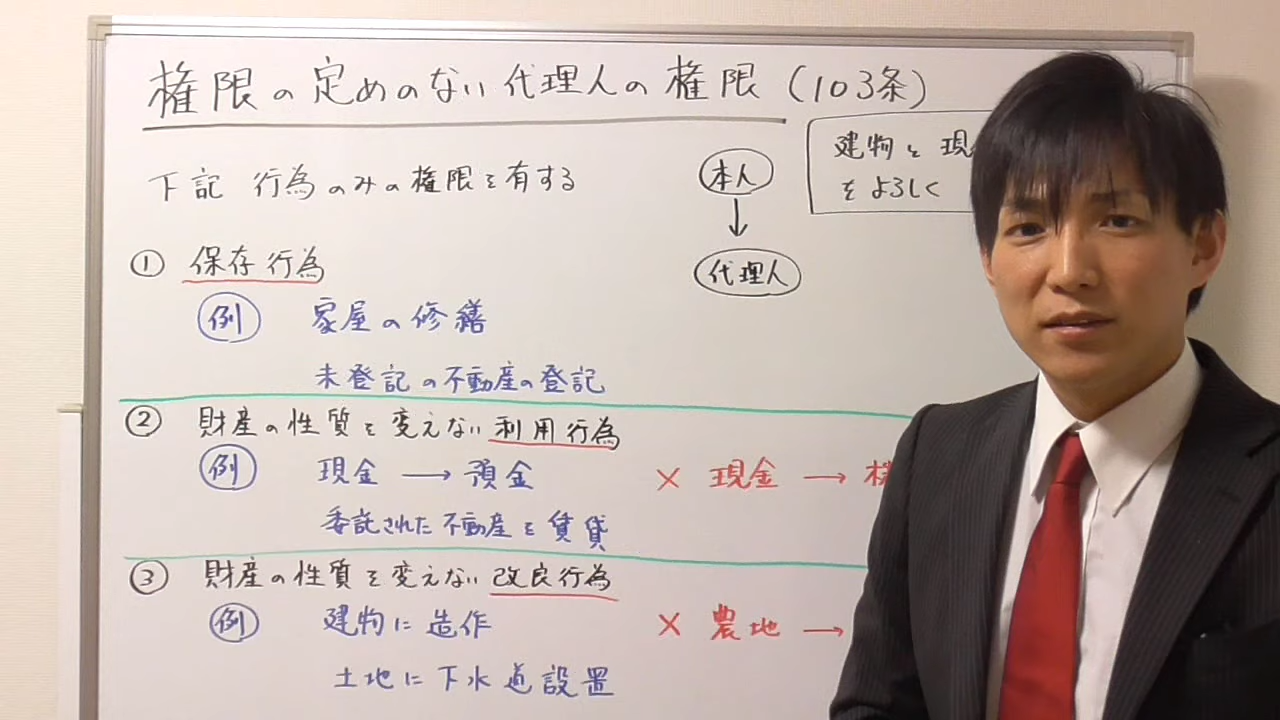 権限の定めのない代理人の権限 (103条)
下記 行為のみの権限を有する
本人
代理人
建物と現
をよろしく
① 保存行為
例 家屋の修繕
未登記の不動産の登記
② 財産の性質を変えない利用行為
例 現金 → 預金 × 現金 →
委託された不動産を賃貸
③ 財産の性質を変えない改良行為
例 建物に造作 × 農地 →
土地に下水道設置